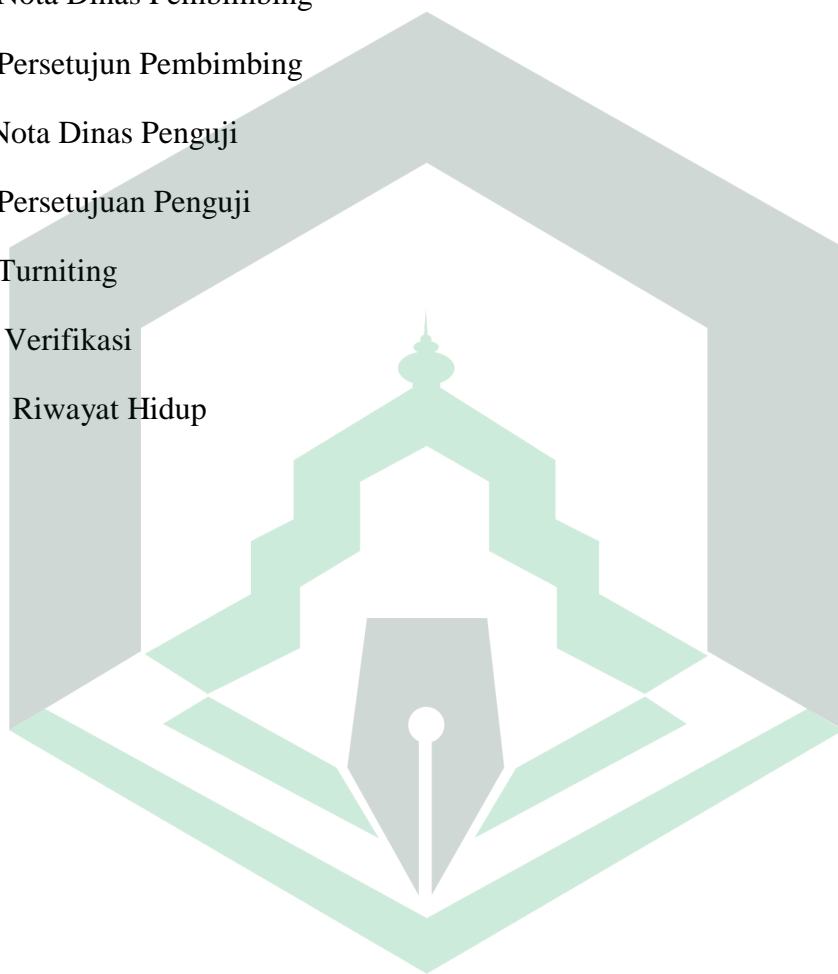 Nota Dinas Pembimbing
Persetujun Pembimbing
Nota Dinas Penguji
Persetujuan Penguji
Turniting
Verifikasi
Riwayat Hidup